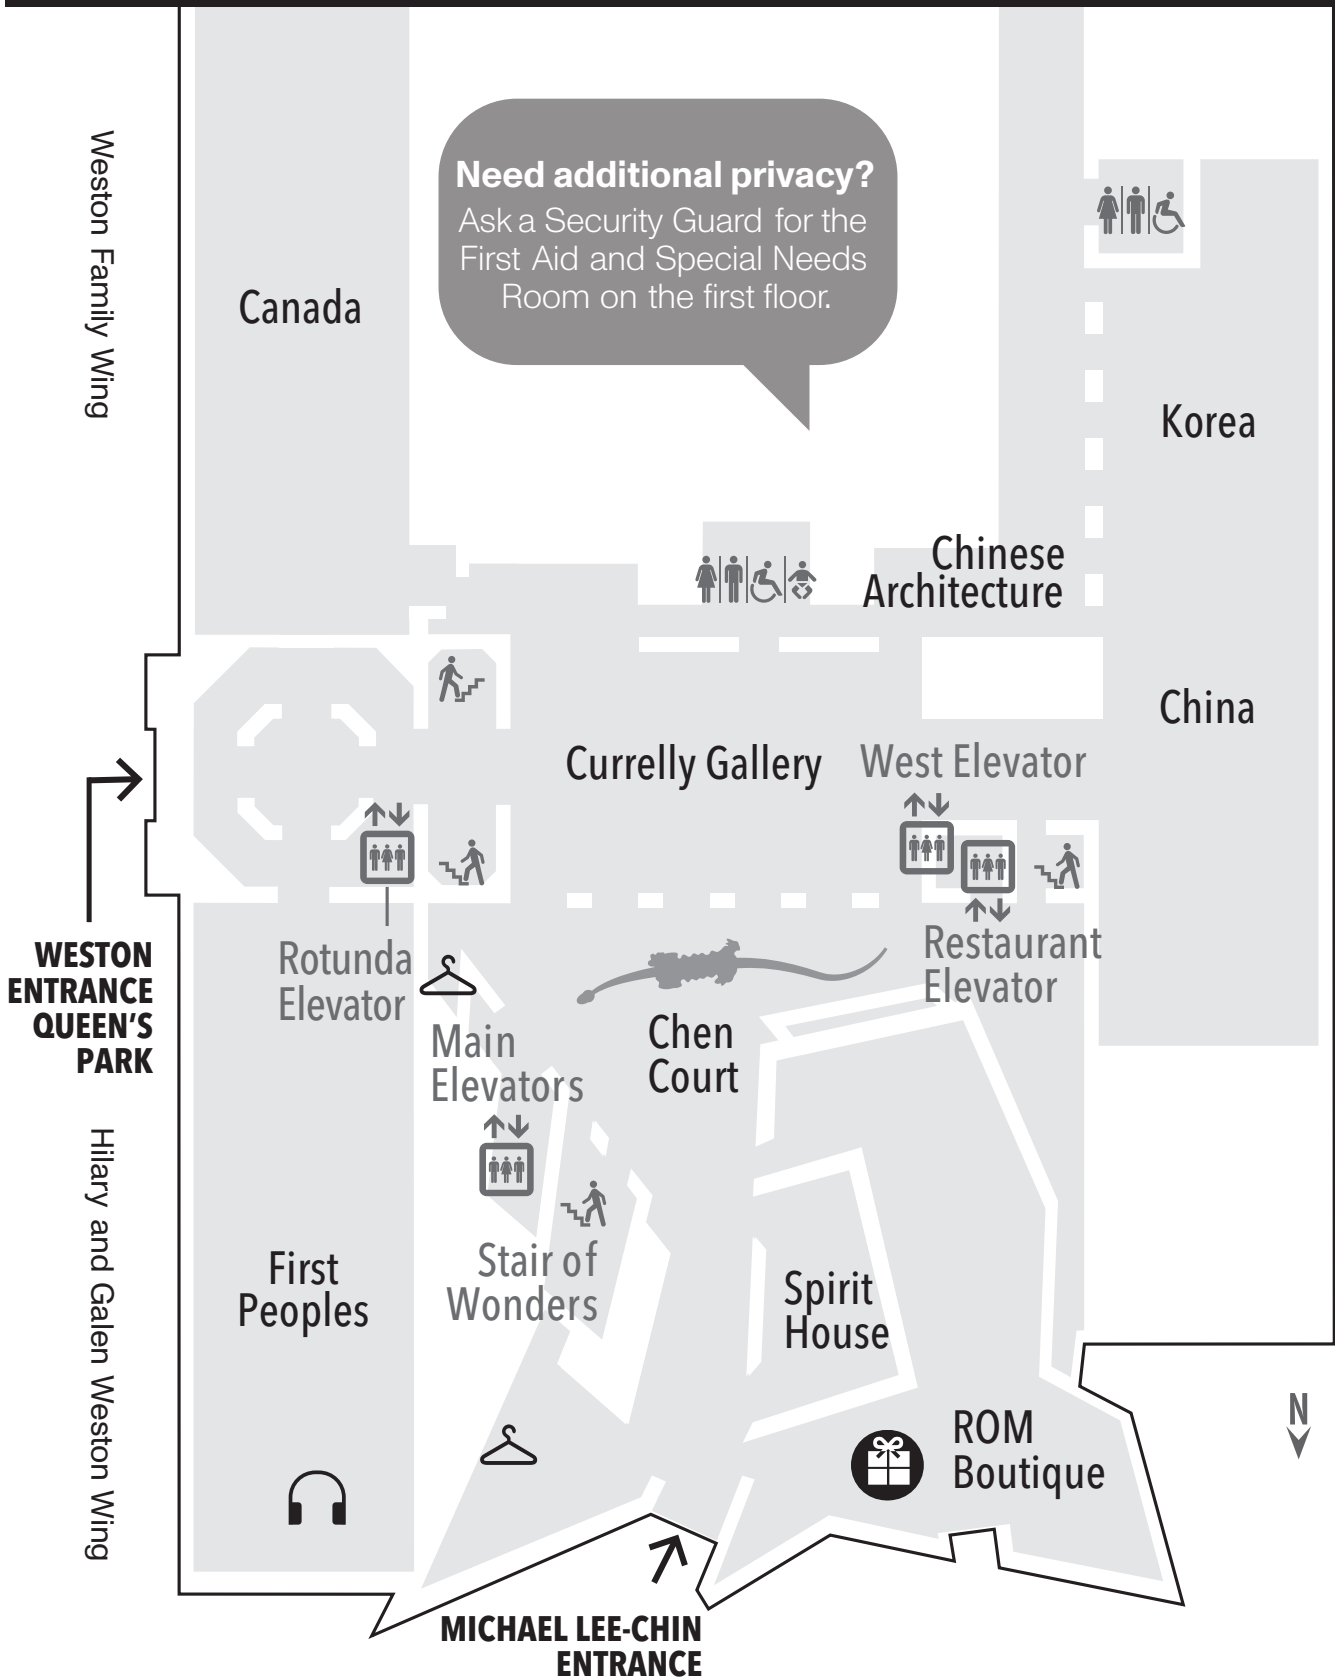 Weston Family Wing
Need additional privacy?
Ask a Security Guard for the
First Aid and Special Needs
Room on the first floor.
Canada
Korea
Chinese
Architecture
China
Currelly Gallery
West Elevator
WESTON
ENTRANCE
QUEEN'S
PARK
Rotunda
Elevator
Restaurant
Elevator
Main
Elevators
Chen
Court
Hilary and Galen Weston Wing
First
Peoples
Stair of
Wonders
Spirit
House
N
ROM
Boutique
MICHAEL LEE-CHIN
ENTRANCE